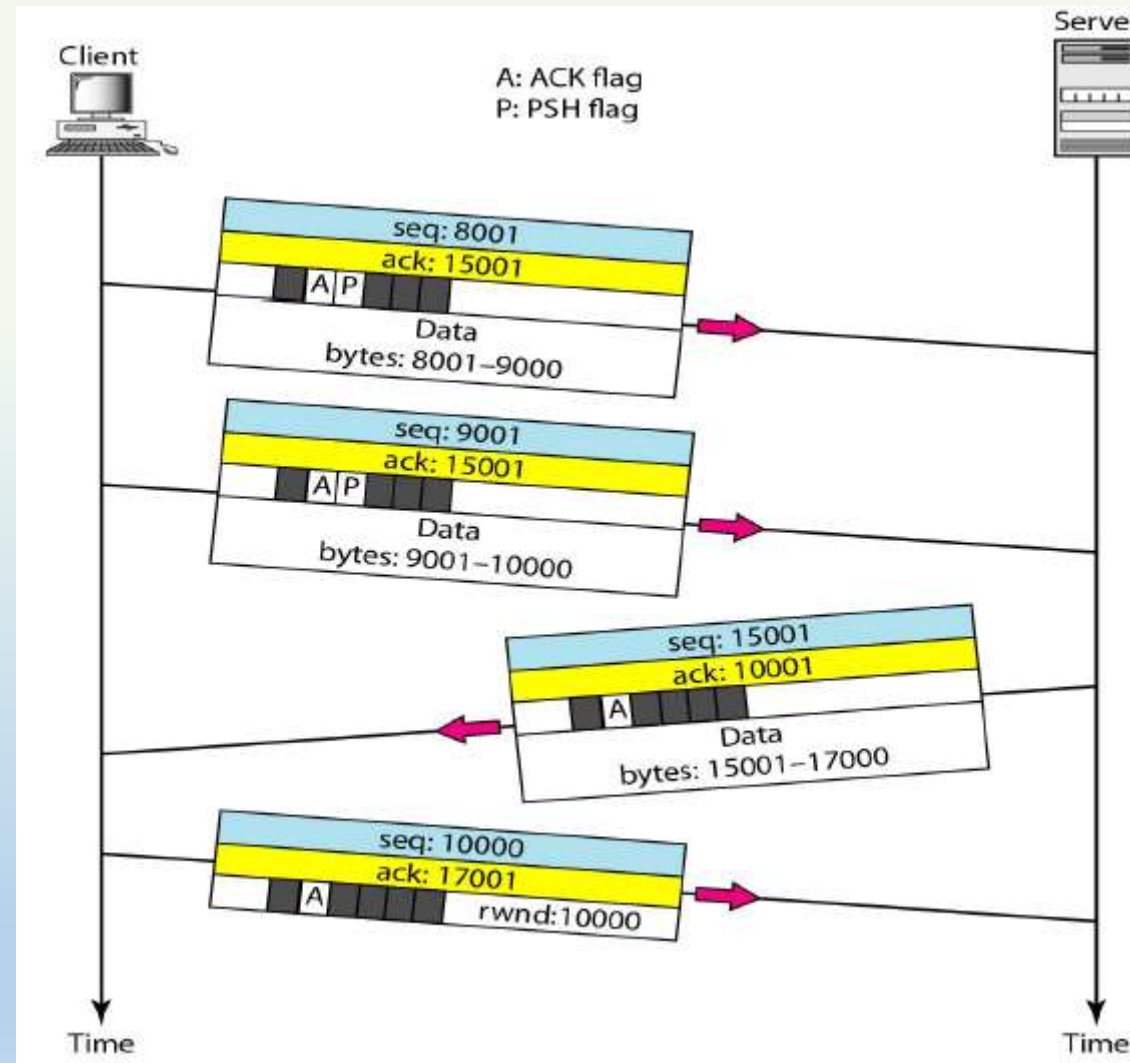 Client
Serve
A: ACK flag
P: PSH flag
seq: 8001
ack: 15001
A P
Data
bytes: 8001–9000
seq: 9001
ack: 15001
A P
Data
bytes: 9001–10000
seq: 15001
ack: 10001
A
Data
bytes: 15001–17000
seq: 10000
ack: 17001
A
rwnd:10000
Time
Time